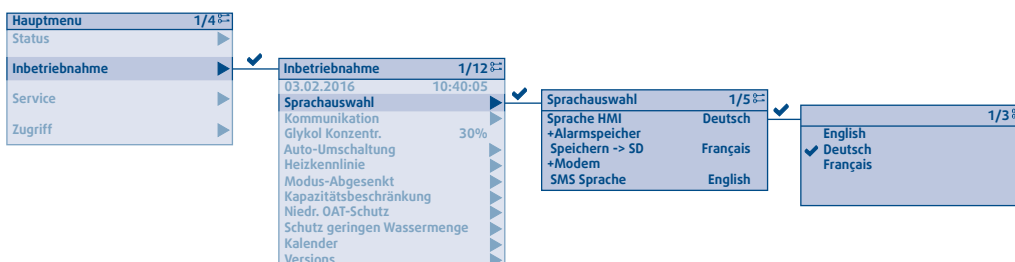 Hauptmenu 1/4
Status
Inbetriebnahme
Service
Zugriff
Inbetriebnahme 1/12
03.02.2016 10:40:05
Sprachauswahl
Kommunikation
Glykol Konzentr. 30%
Auto-Umschaltung
Heizkennlinie
Modus-Abgesenkt
Kapazitätsbeschränkung
Niedr. OAT-Schutz
Schutz geringen Wassermenge
Kalender
Versions
Sprachauswahl 1/5
Sprache HMI Deutsch
+Alarmspeicher
Speichern -> SD Français
+Modem
SMS Sprache English
1/3
English
Deutsch
Français